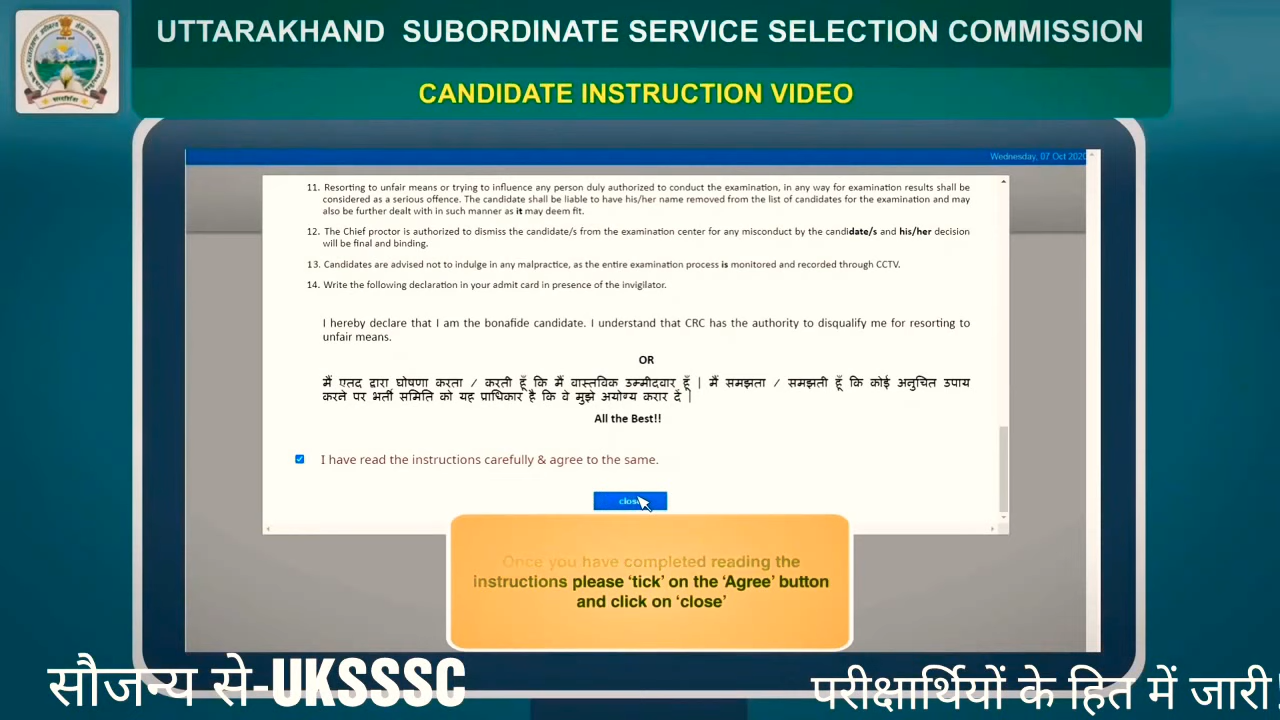 UTTARAKHAND SUBORDINATE SERVICE SELECTION COMMISSION
CANDIDATE INSTRUCTION VIDEO
Wednesday, 07 Oct 2020
11. Resorting to unfair means or trying to influence any person duly authorized to conduct the examination, in any way for examination results shall be
considered as a serious offence. The candidate shall be liable to have his/her name removed from the list of candidates for the examination and may
also be further dealt with in such manner as it may deem fit.
12. The Chief proctor is authorized to dismiss the candidate/s from the examination center for any misconduct by the candidate/s and his/her decision
will be final and binding.
13. Candidates are advised not to indulge in any malpractice, as the entire examination process is monitored and recorded through CCTV.
14. Write the following declaration in your admit card in presence of the invigilator.
I hereby declare that I am the bonafide candidate. I understand that CRC has the authority to disqualify me for resorting to
unfair means.
OR
मैं एतद द्वारा घोषणा करता / करती हूँ कि मैं वास्तविक उम्मीदवार हूँ | मैं समझता / समझती हूँ कि कोई अनुचित उपाय
करने पर भर्ती समिति को यह प्राधिकार है कि वे मुझे अयोग्य करार दें |
All the Best!!
I have read the instructions carefully & agree to the same.
close
Once you have completed reading the
instructions please ‘tick’ on the ‘Agree’ button
and click on ‘close’
सौजन्य से-UKSSSC
परीक्षार्थियों के हित में जारी!